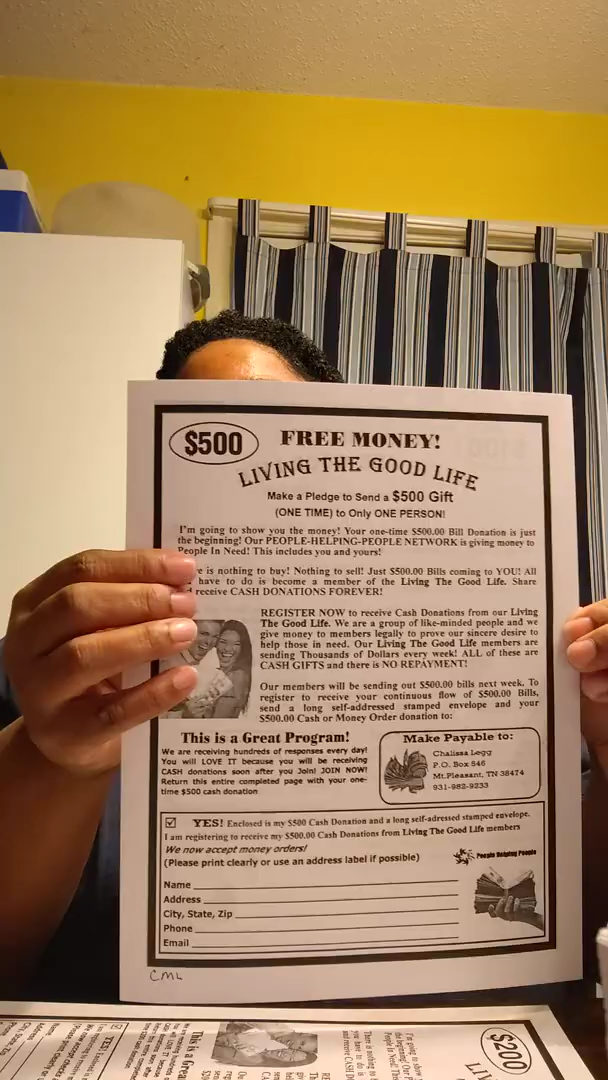 $500
FREE MONEY!
LIVING THE GOOD LIFE
Make a Pledge to Send a $500 Gift
(ONE TIME) to Only ONE PERSON!
I'm going to show you the money! Your one-time $500.00 Bill Donation is just
the beginning! Our PEOPLE-HELPING-PEOPLE NETWORK is giving money to
People In Need! This includes you and yours!
is nothing to buy! Nothing to sell! Just $500.00 Bills coming to YOU! All
have to do is become a member of the Living The Good Life. Share
receive CASH DONATIONS FOREVER!
REGISTER NOW to receive Cash Donations from our Living
The Good Life. We are a group of like-minded people and we
give money to members legally to prove our sincere desire to
help those in need. Our Living The Good Life members are
sending Thousands of Dollars every week! ALL of these are
CASH GIFTS and there is NO REPAYMENT!
Our members will be sending out $500.00 bills next week. To
register to receive your continuous flow of $500.00 Bills,
send a long self-addressed stamped envelope and your
$500.00 Cash or Money Order donation to:
This is a Great Program!
We are receiving hundreds of responses every day!
You will LOVE IT because you will be receiving
CASH donations soon after you Join! JOIN NOW!
Return this entire completed page with your one-
time $500 cash donation
Make Payable to:
Chalissa Legg
P.O. Box 546
Mt.Pleasant, TN 38474
931-982-9233
YES! Enclosed is my $500 Cash Donation and a long self-adressed stamped envelope.
I am registering to receive my $500.00 Cash Donations from Living The Good Life members
We now accept money orders!
(Please print clearly or use an address label if possible)
People Helping People
Name
Address
City, State, Zip
Phone
Email
CML
$200
This is a Great
YES!